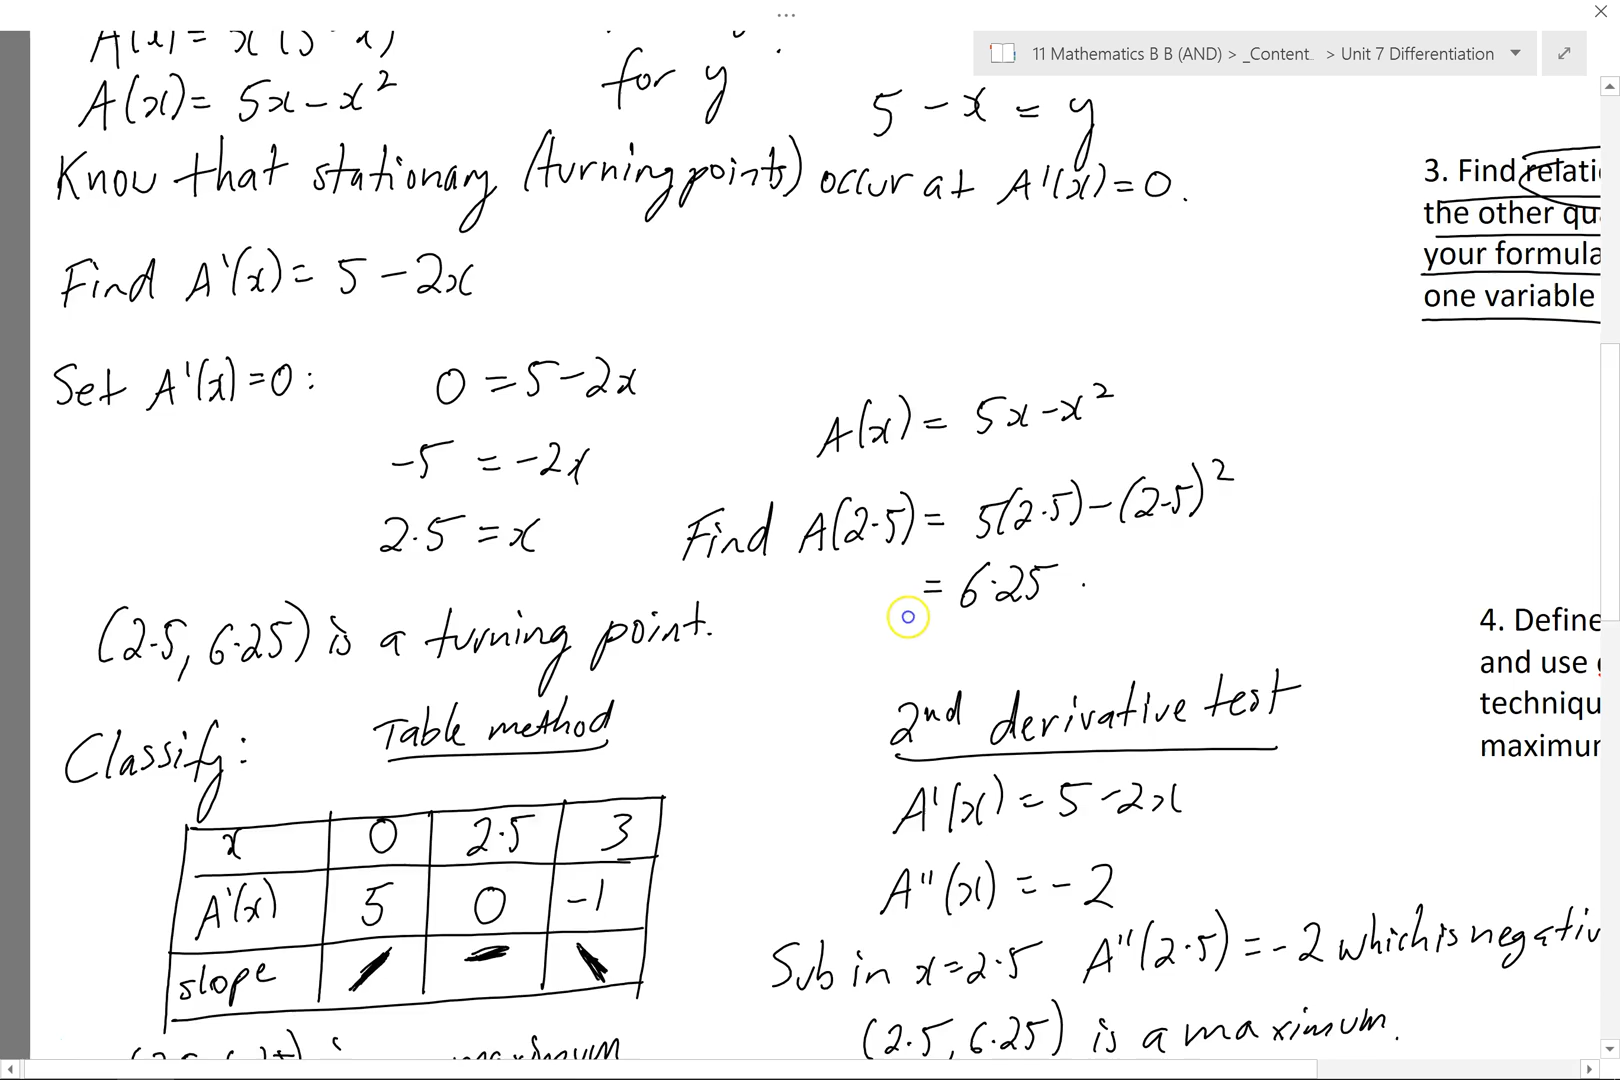 11 Mathematics B B (AND) > _Content.. > Unit 7 Differentiation
A(x) = x(5-x)
A(x) = 5x - x²
for y
5 - x = y
Know that stationary (turning points) occur at A'(x) = 0.
Find A'(x) = 5 - 2x
Set A'(x) = 0:
0 = 5 - 2x
-5 = -2x
2.5 = x
A(x) = 5x - x²
Find A(2.5) = 5(2.5) - (2.5)²
= 6.25
(2.5, 6.25) is a turning point.
Classify:
Table method
x 0 2.5 3
A'(x) 5 0 -1
slope
2nd derivative test
A'(x) = 5 - 2x
A''(x) = -2
Sub in x = 2.5 A''(2.5) = -2 which is negativ
(2.5, 6.25) is a maximum.
maximum
3. Find relati
the other qu
your formula
one variable
4. Define
and use
techniqu
maximur